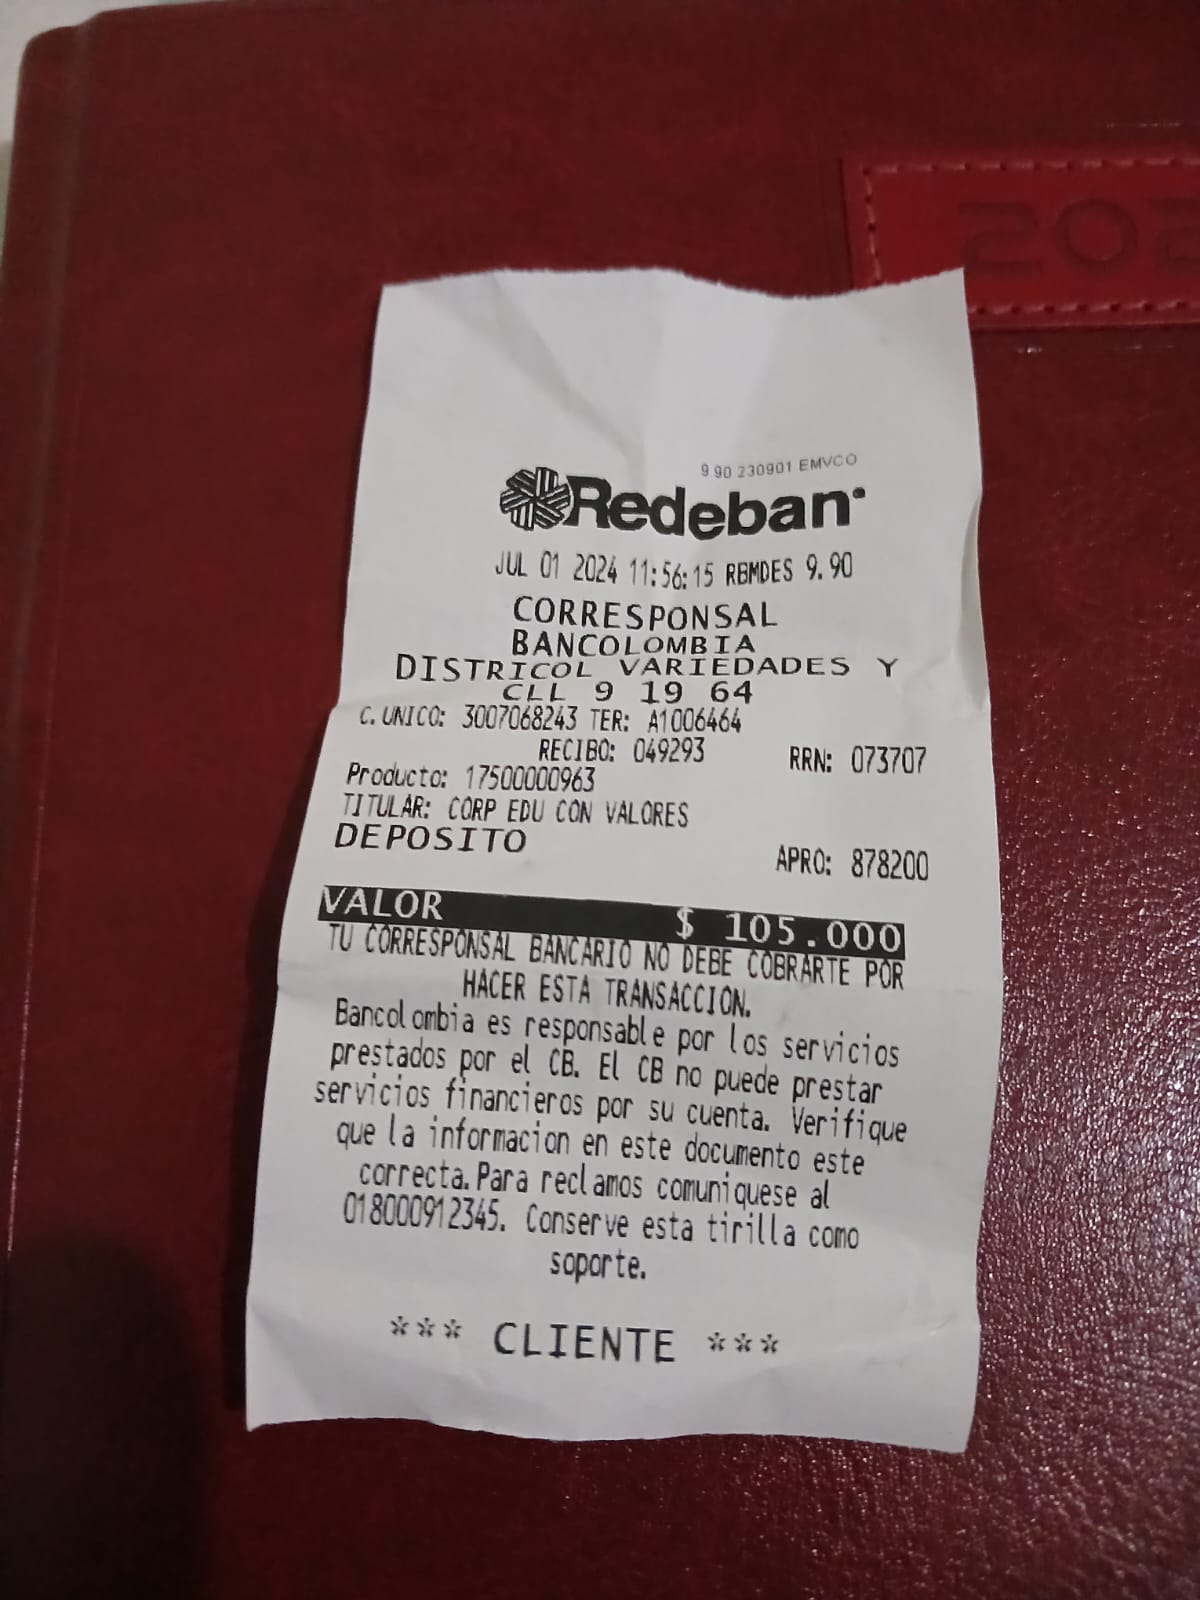 9.90 230901 EMVCO
Redeban
JUL 01 2024 11:56:15 RBMDES 9.90
CORRESPONSAL
BANCOLOMBIA
DISTRICOL VARIEDADES Y
CLL 9 19 64
C. UNICO: 3007068243 TER: A1006464
RECIBO: 049293 RRN: 073707
Producto: 17500000963
TITULAR: CORP EDU CON VALORES
DEPOSITO
APRO: 878200
VALOR $ 105.000
TU CORRESPONSAL BANCARIO NO DEBE COBRARTE POR
HACER ESTA TRANSACCION.
Bancolombia es responsable por los servicios
prestados por el CB. El CB no puede prestar
servicios financieros por su cuenta. Verifique
que la informacion en este documento este
correcta. Para reclamos comuniquese al
018000912345. Conserve esta tirilla como
soporte.
*** CLIENTE ***